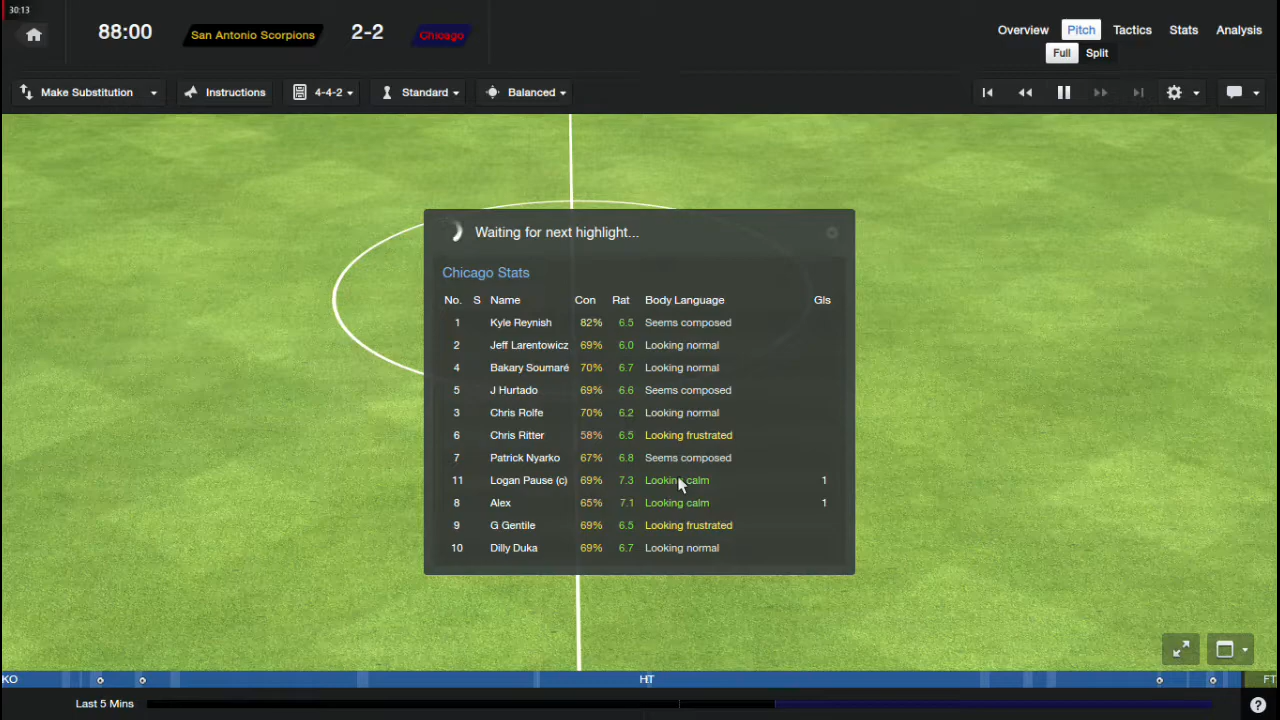 30:13
88:00 San Antonio Scorpions 2-2 Chicago
Overview Pitch Tactics Stats Analysis
Full Split
Make Substitution Instructions 4-4-2 Standard Balanced
Waiting for next highlight...
Chicago Stats
No. S Name Con Rat Body Language Gls
1 Kyle Reynish 82% 6.5 Seems composed
2 Jeff Larentowicz 69% 6.0 Looking normal
4 Bakary Soumaré 70% 6.7 Looking normal
5 J Hurtado 69% 6.6 Seems composed
3 Chris Rolfe 70% 6.2 Looking normal
6 Chris Ritter 58% 6.5 Looking frustrated
7 Patrick Nyarko 67% 6.8 Seems composed
11 Logan Pause (c) 69% 7.3 Looking calm 1
8 Alex 65% 7.1 Looking calm 1
9 G Gentile 69% 6.5 Looking frustrated
10 Dilly Duka 69% 6.7 Looking normal
KO HT FT
Last 5 Mins ?